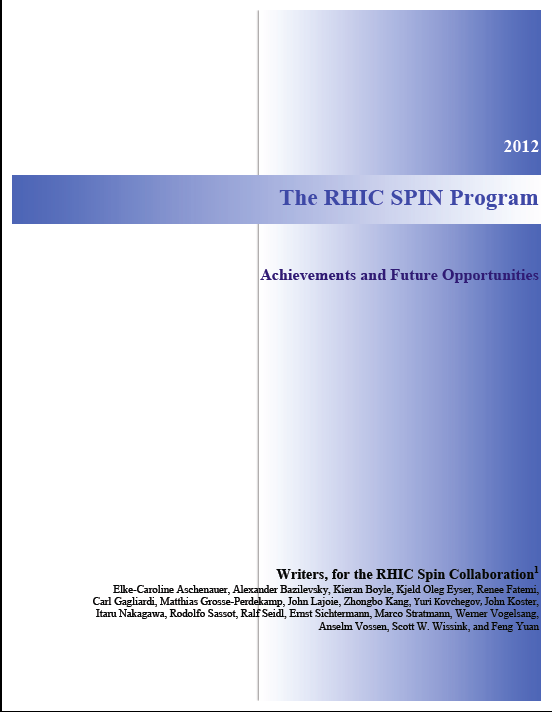 2012
The RHIC SPIN Program
Achievements and Future Opportunities
Writers, for the RHIC Spin Collaboration1
Elke-Caroline Aschenauer, Alexander Bazilevsky, Kieran Boyle, Kjeld Oleg Eyser, Renee Fatemi,
Carl Gagliardi, Matthias Grosse-Perdekamp, John Lajoie, Zhongbo Kang, Yuri Kovchegov, John Koster,
Itaru Nakagawa, Rodolfo Sassot, Ralf Seidl, Ernst Sichtermann, Marco Stratmann, Werner Vogelsang,
Anselm Vossen, Scott W. Wissink, and Feng Yuan